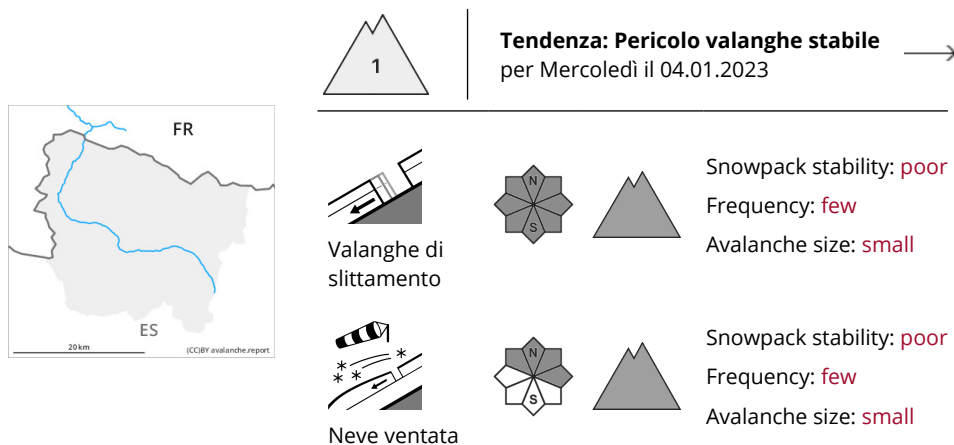 1
Tendenza: Pericolo valanghe stabile
per Mercoledì il 04.01.2023
FR
ES
20 km
(CC)BY avalanche.report
N
S
Valanghe di
slittamento
Snowpack stability: poor
Frequency: few
Avalanche size: small
N
S
Neve ventata
Snowpack stability: poor
Frequency: few
Avalanche size: small